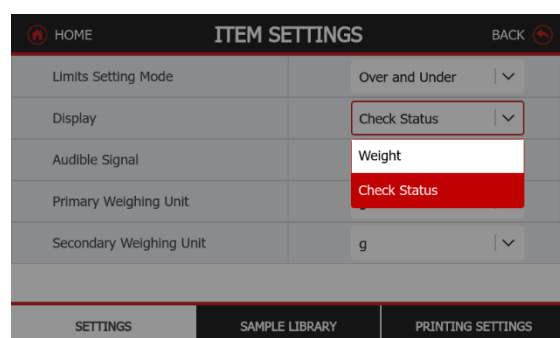 HOME ITEM SETTINGS BACK
Limits Setting Mode Over and Under
Display Check Status
Audible Signal Weight
Check Status
Primary Weighing Unit
Secondary Weighing Unit g
SETTINGS SAMPLE LIBRARY PRINTING SETTINGS